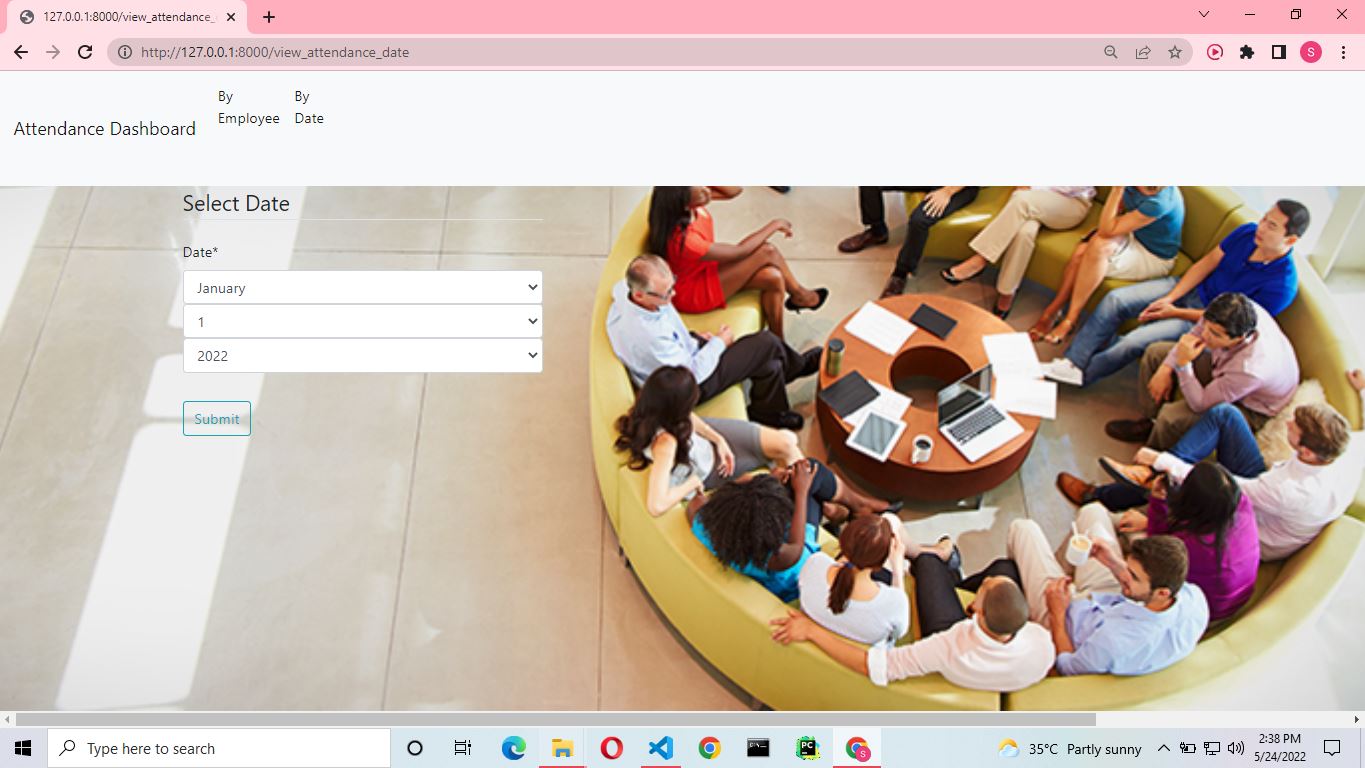 127.0.0.1:8000/view_attendance_
http://127.0.0.1:8000/view_attendance_date
S
Attendance Dashboard
By Employee
By Date
Select Date
Date*
January
1
2022
Submit
Type here to search
PC
S
35°C Partly sunny
2:38 PM
5/24/2022